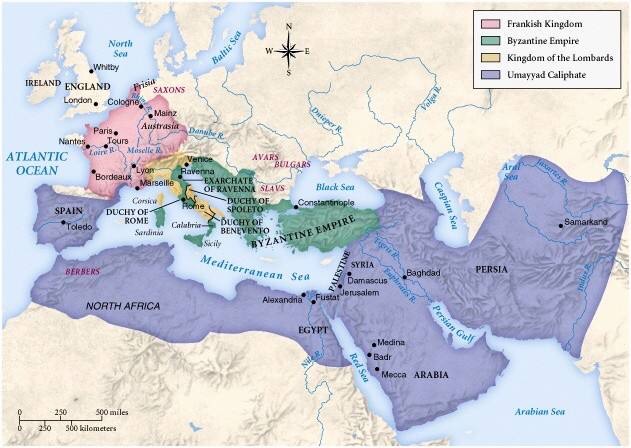 Frankish Kingdom
Byzantine Empire
Kingdom of the Lombards
Umayyad Caliphate
N
W
E
S
North
Sea
Baltic Sea
IRELAND
ENGLAND
Whitby
London
Frisia
SAXONS
Cologne
Rhine R.
Mainz
Austrasia
Paris
Nantes
Tours
Loire R.
Moselle R.
Danube R.
Dnieper R.
Volga R.
ATLANTIC
OCEAN
Lyon
Bordeaux
Marseille
Venice
Ravenna
EXARCHATE
OF RAVENNA
AVARS
BULGARS
SLAVS
Black Sea
Caspian Sea
Aral
Sea
Jaxartes R.
Samarkand
SPAIN
Toledo
Corsica
DUCHY OF
ROME
Sardinia
Rome
DUCHY OF
SPOLETO
DUCHY OF
BENEVENTO
Calabria
Sicily
Constantinople
BYZANTINE EMPIRE
Mediterranean Sea
BERBERS
NORTH AFRICA
Alexandria
Fustat
EGYPT
Nile R.
PALESTINE
SYRIA
Damascus
Jerusalem
Tigris R.
Euphrates R.
Baghdad
PERSIA
Indus R.
Persian Gulf
Medina
Badr
Mecca
ARABIA
Red Sea
Arabian Sea
0 250 500 miles
0 250 500 kilometers